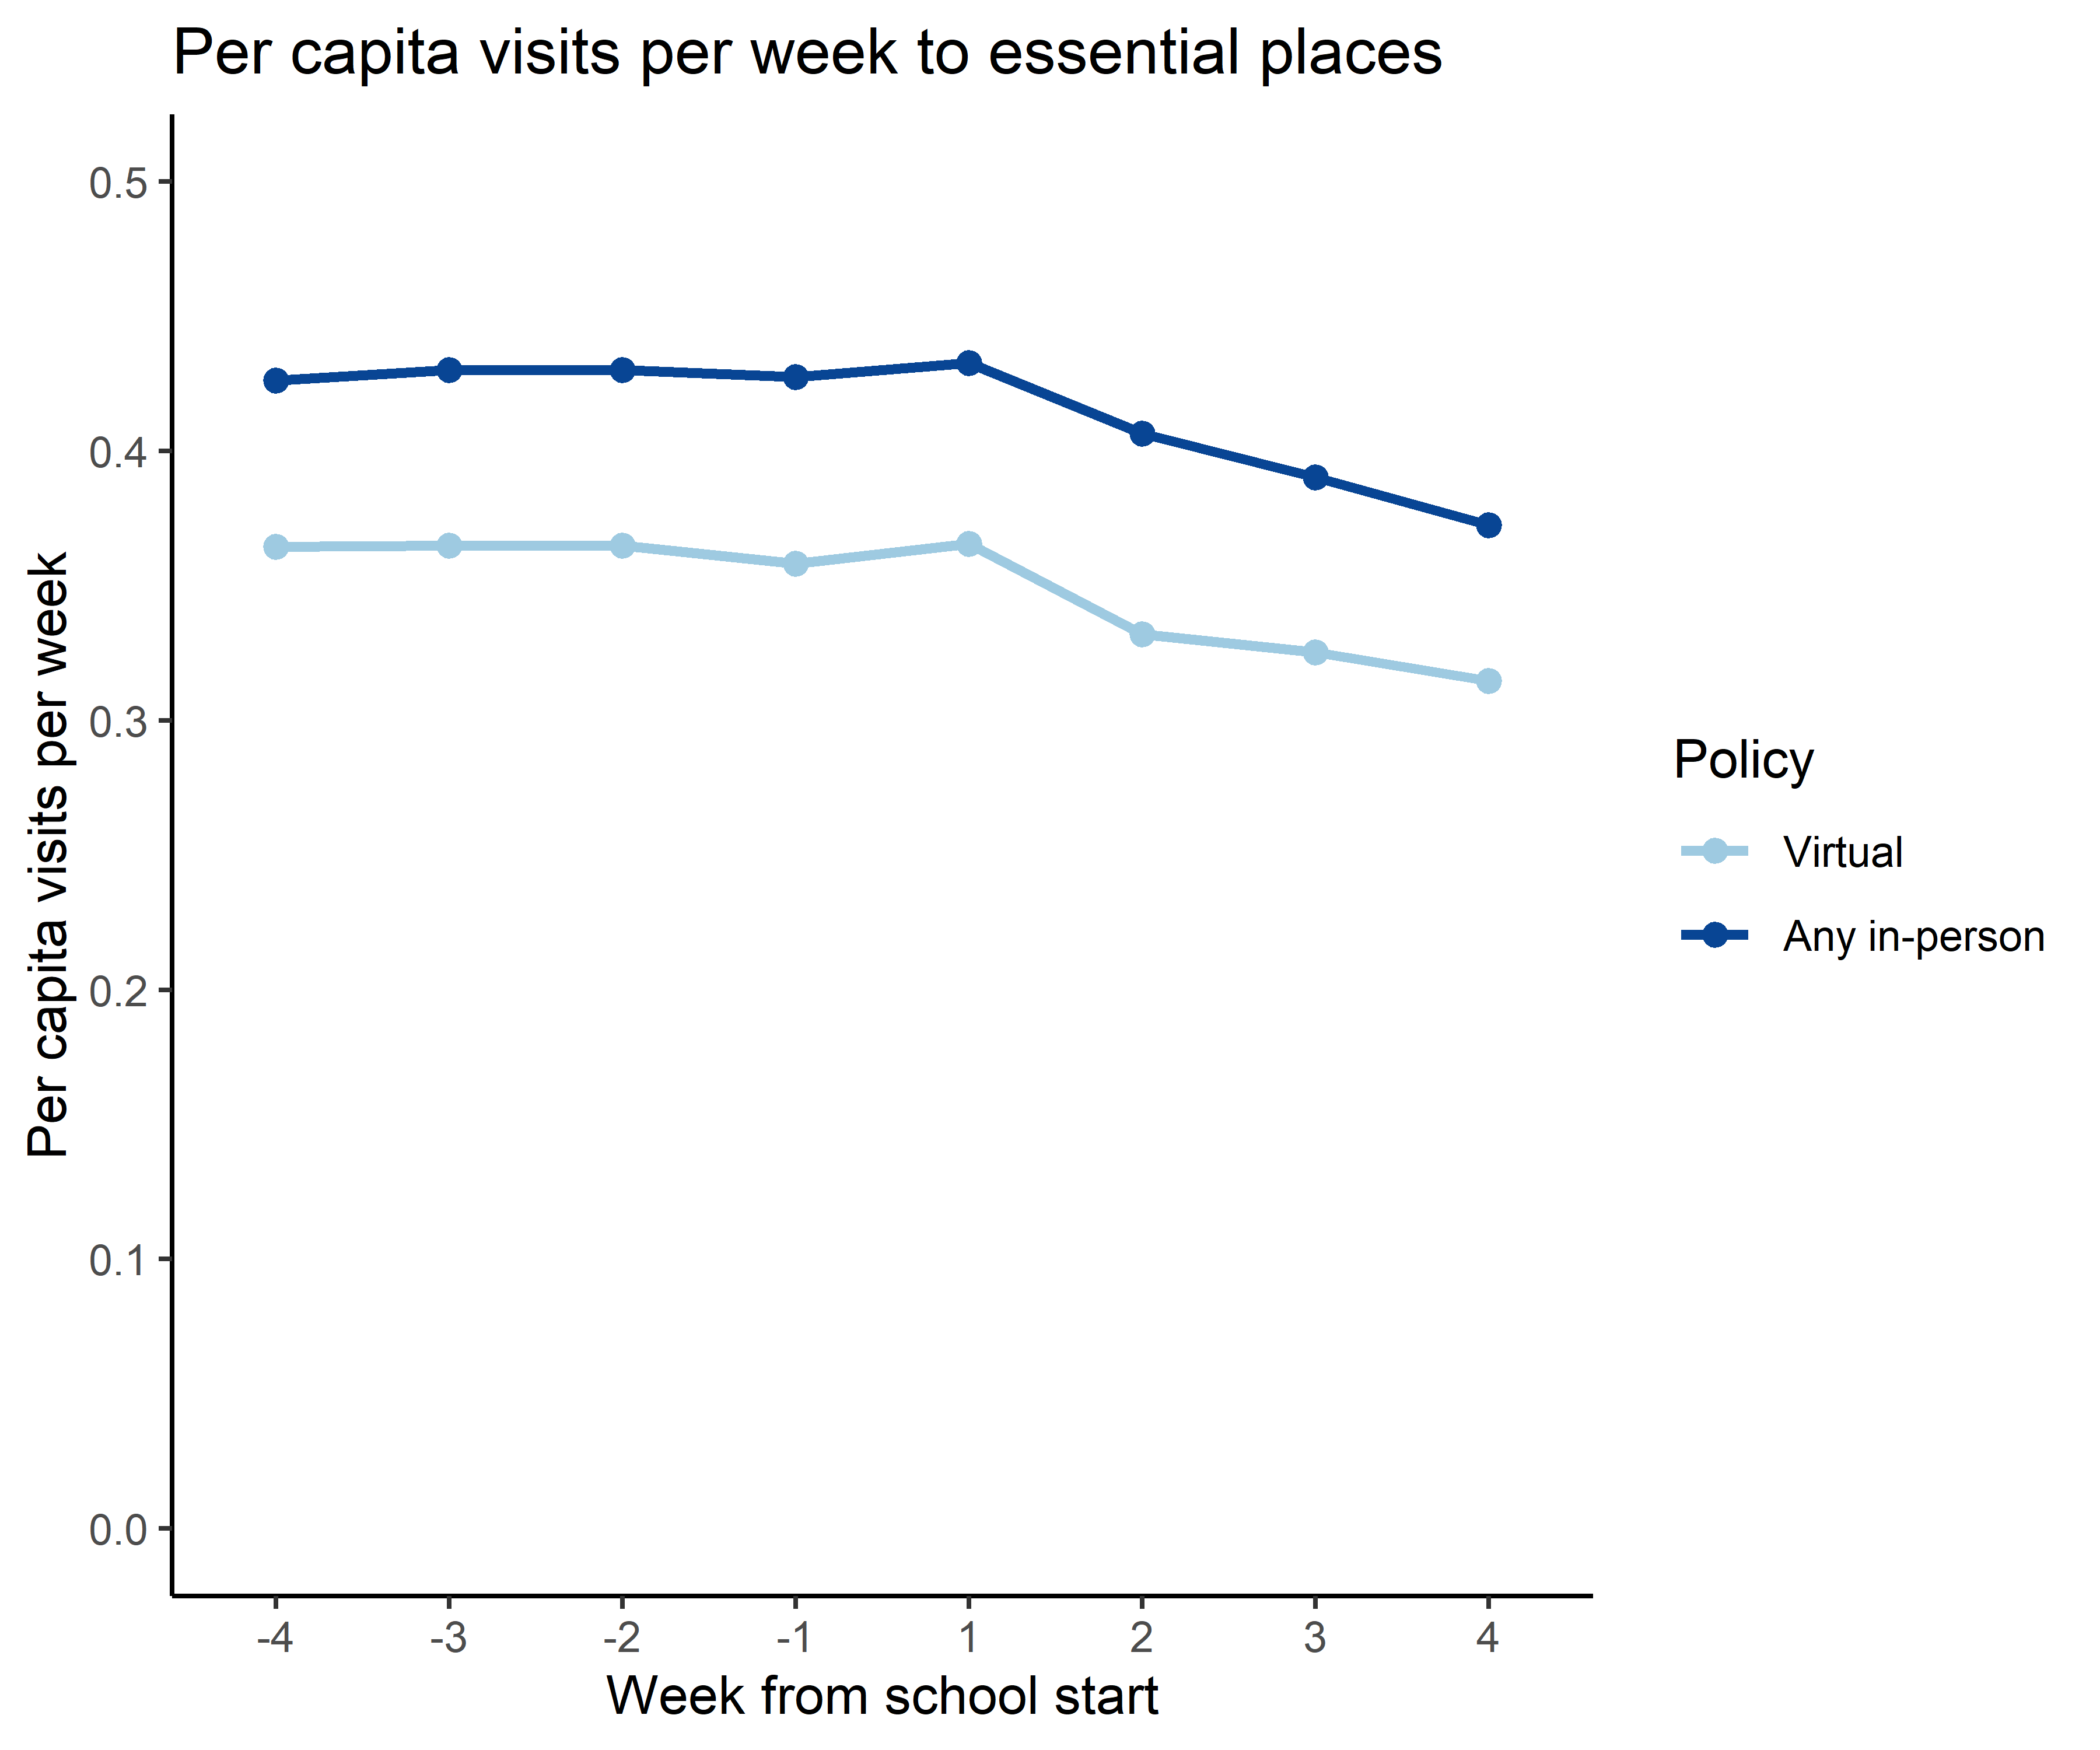 Per capita visits per week to essential places
Per capita visits per week
0.5
0.4
0.3
0.2
0.1
0.0
-4 -3 -2 -1 1 2 3 4
Week from school start
Policy
Virtual
Any in-person